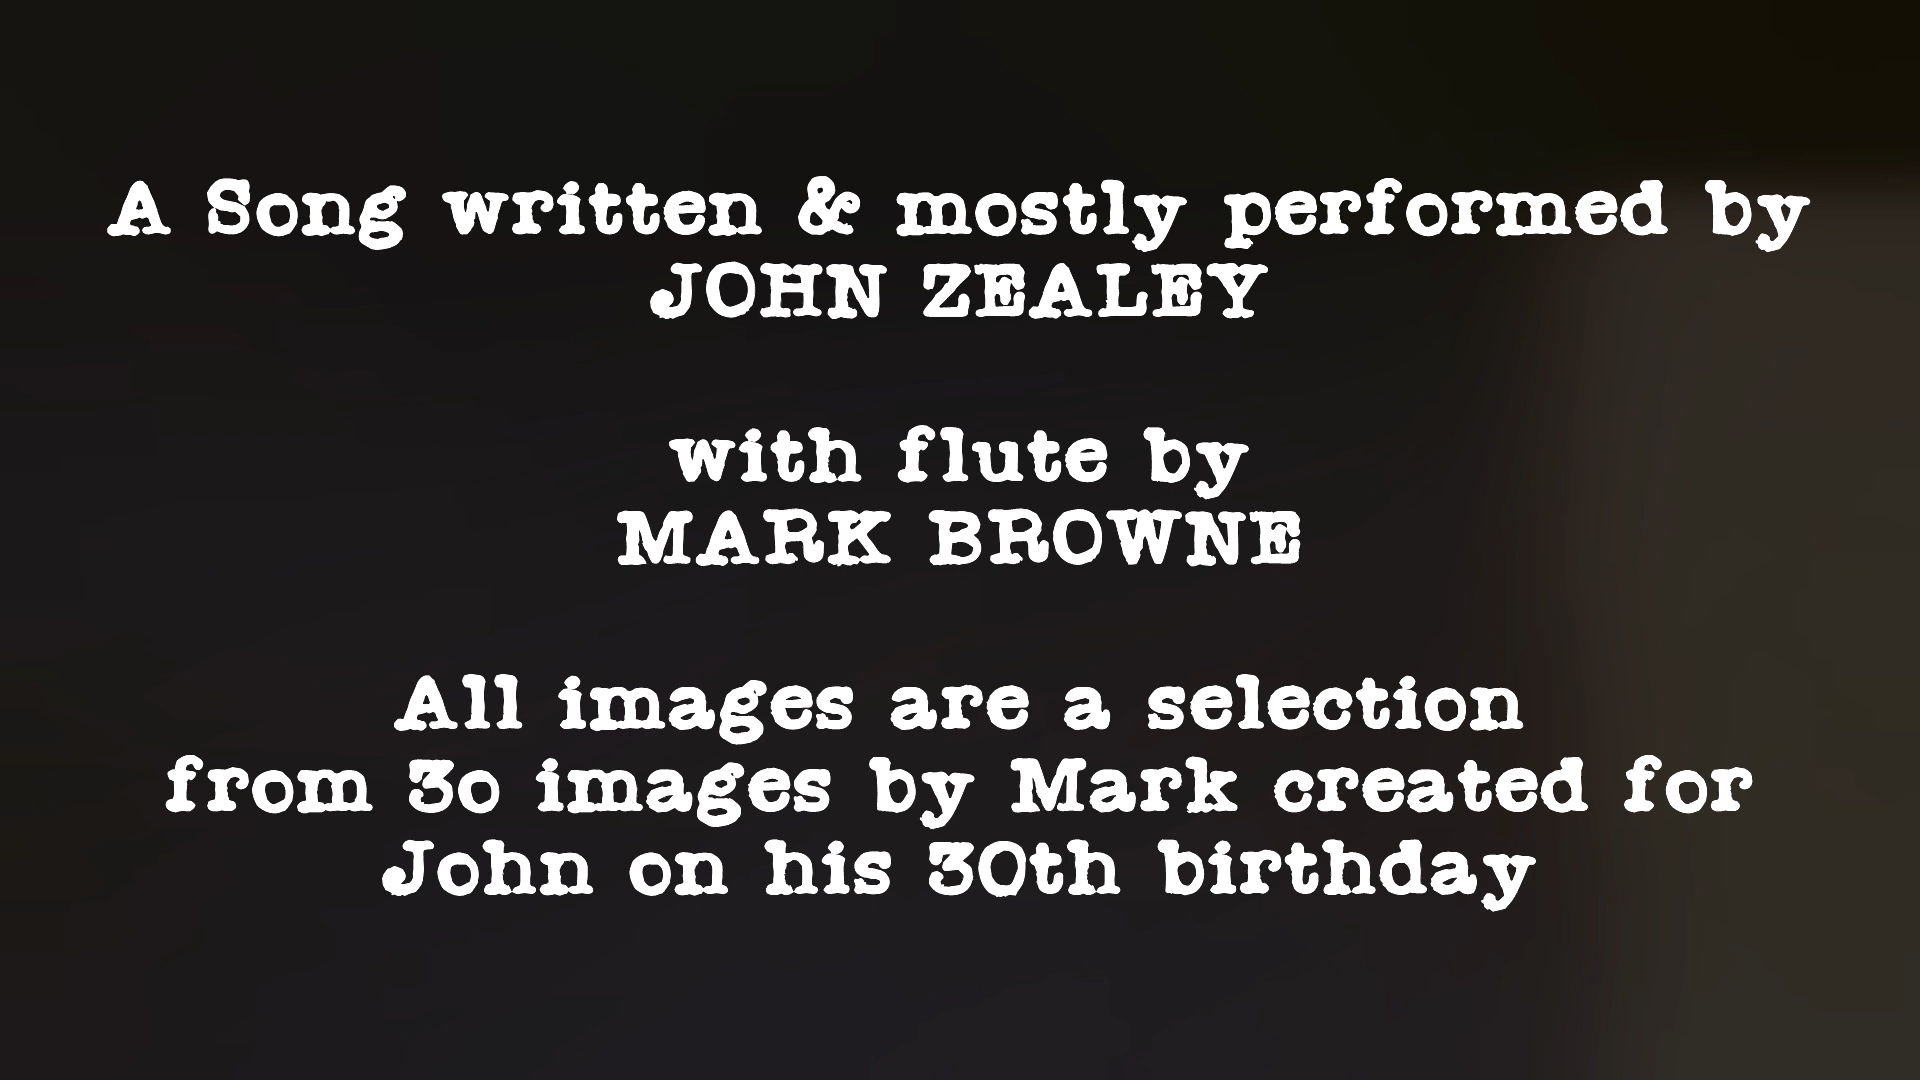 A Song written & mostly performed by
JOHN ZEALEY
with flute by
MARK BROWNE
All images are a selection
from 3o images by Mark created for
John on his 30th birthday